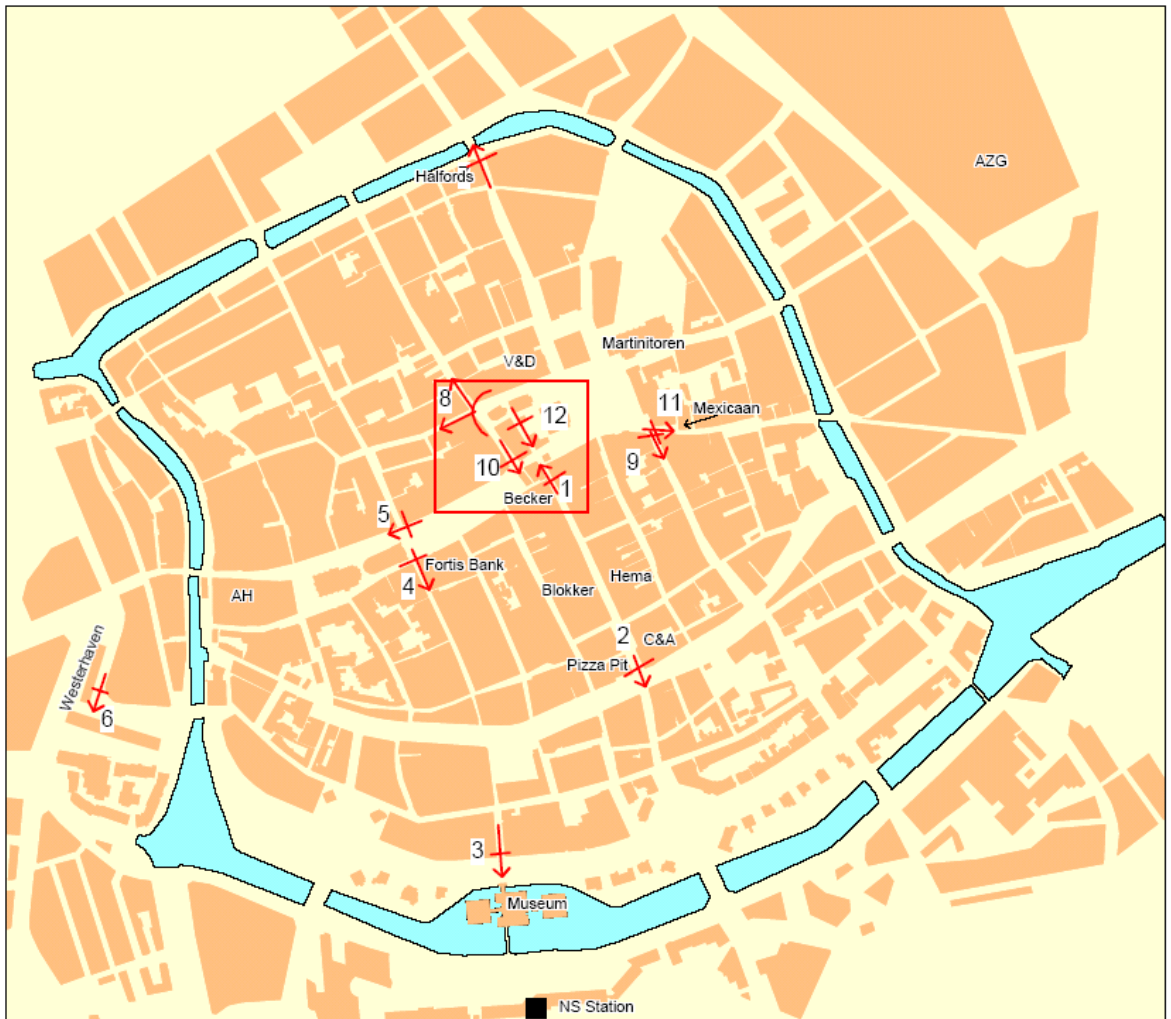 AZG
Halfords
Martinitoren
V&D
8
11
Mexicaan
12
9
10
1
Becker
5
Fortis Bank
4
Hema
Blokker
AH
2
C&A
Pizza Pit
Westerhaven
6
3
Museum
NS Station